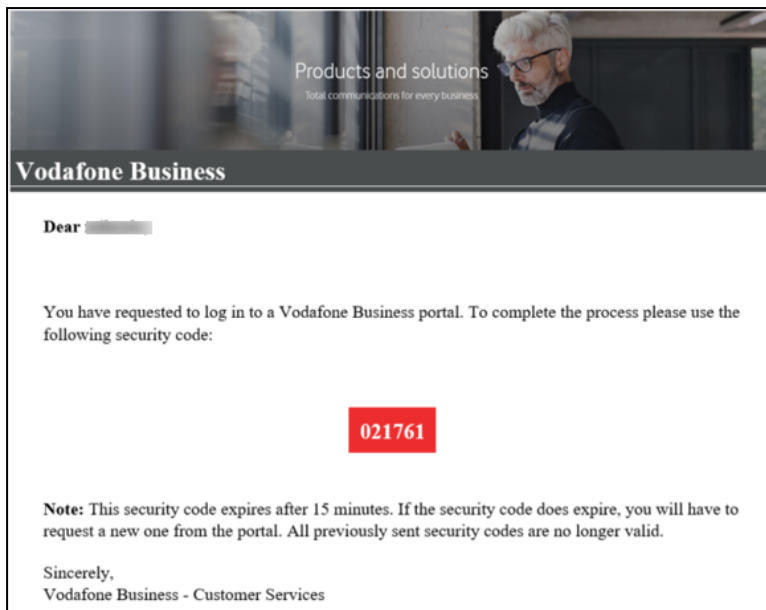 Products and solutions
Total communications for every business
Vodafone Business
Dear
You have requested to log in to a Vodafone Business portal. To complete the process please use the
following security code:
021761
Note: This security code expires after 15 minutes. If the security code does expire, you will have to
request a new one from the portal. All previously sent security codes are no longer valid.
Sincerely,
Vodafone Business - Customer Services